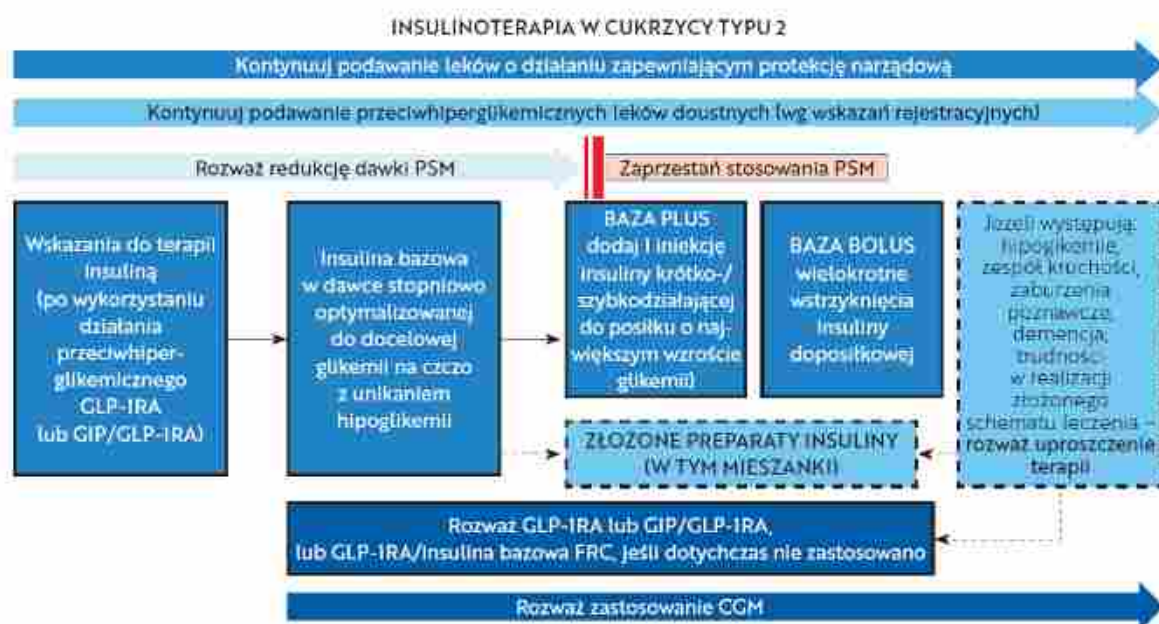 INSULINOTERAPIA W CUKRZYCY TYPU 2
Kontynuuj podawanie leków o działaniu zapewniającym protekcję narządową
Kontynuuj podawanie przeciwhiperglikemicznych leków doustnych (wg wskazań rejestracyjnych)
Rozważ redukcję dawki PSM
Zaprzestań stosowania PSM
Wskazania do terapii
insuliną
(po wykorzystaniu
działania
przeciwhiper-
glikemicznego
GLP-1RA
(lub GIP/GLP-1RA)
Insulina bazowa
w dawce stopniowo
optymalizowanej
do docelowej
glikemii na czczo
z unikaniem
hipoglikemii
BAZA PLUS
dodaj 1 iniekcję
insuliny krótko-/
szybkodziałającej
do posiłku o naj-
większym wzroście
glikemii)
BAZA BOLUS
wielokrotne
wstrzyknięcia
insuliny
doposiłkowej
Jeżeli występują:
hipogikemie,
zespół kruchości,
zaburzenia
poznawcze,
demencja,
trudności
w realizacji
złożonego
schematu leczenia –
rozważ uproszczenie
terapii
ZŁOŻONE PREPARATY INSULINY
(W TYM MIESZANKI)
Rozważ GLP-1RA lub GIP/GLP-1RA,
lub GLP-1RA/insulina bazowa FRC, jeśli dotychczas nie zastosowano
Rozważ zastosowanie CGM